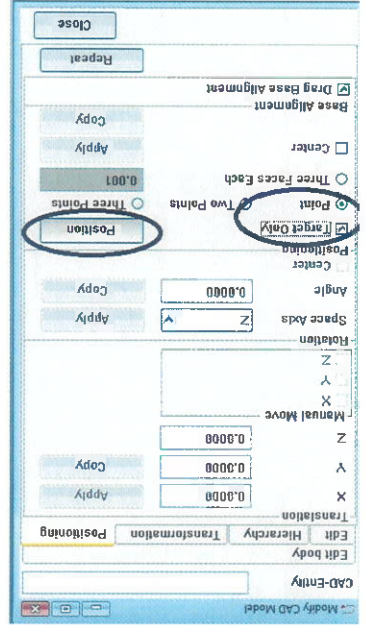 Modify CAD Model
CAD-Entity
Edit body
Edit Hierarchy Transformation Positioning
Translation
X 0.0000 Apply
Y 0.0000 Copy
Z 0.0000
Manual Move
X
Y
Z
Rotation
Space Axis Z Apply
Angle 0.0000 Copy
Center
Positioning
Target Only Position
Point Two Points Three Points
Three Faces Each 0.001
Center Apply
Copy
Base Alignment
Drag Base Alignment
Repeat
Close